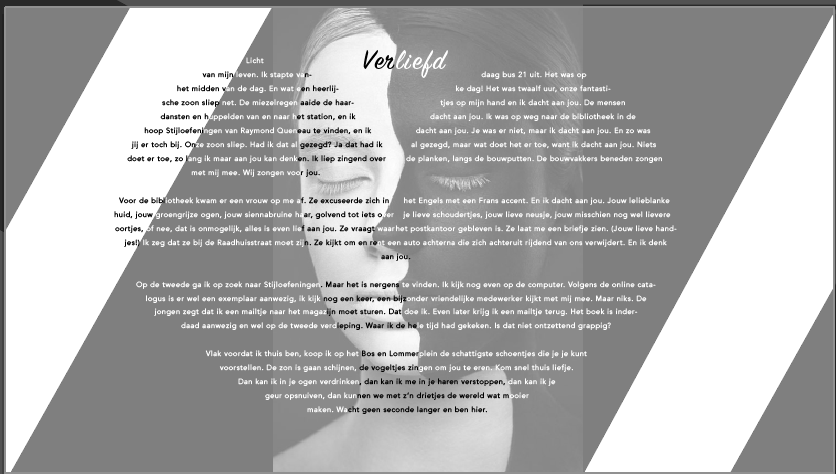 Verliefd
Licht
van mijn leven. Ik stapte van- daag bus 21 uit. Het was op
het midden van de dag. En wat een heerlij- ke dag! Het was twaalf uur, onze fantasti-
sche zoon sliep net. De miezelregen aaide de haar- tjes op mijn hand en ik dacht aan jou. De mensen
dansten en huppelden van en naar het station, en ik dacht aan jou. Ik was op weg naar de bibliotheek in de
hoop Stijloefeningen van Raymond Queneau te vinden, en ik dacht aan jou. Je was er niet, maar ik dacht aan jou. En zo was
jij er toch bij. Onze zoon sliep. Had ik dat al gezegd? Ja dat had ik al gezegd, maar wat doet het er toe, want ik dacht aan jou. Niets
doet er toe, zo lang ik maar aan jou kan denken. Ik liep zingend over de planken, langs de bouwputten. De bouwvakkers beneden zongen
met mij mee. Wij zongen voor jou.
Voor de bibliotheek kwam er een vrouw op me af. Ze excuseerde zich in het Engels met een Frans accent. En ik dacht aan jou. Jouw lelieblanke
huid, jouw groengrijze ogen, jouw siennabruine haar, golvend tot iets over je lieve schoudertjes, jouw lieve neusje, jouw misschien nog wel lievere
oortjes, of nee, dat is onmogelijk, alles is even lief aan jou. Ze vraagt waar het postkantoor gebleven is. Ze laat me een briefje zien. (Jouw lieve hand-
jes!) Ik zeg dat ze bij de Raadhuisstraat moet zijn. Ze kijkt om en rent een auto achterna die zich achteruit rijdend van ons verwijdert. En ik denk
aan jou.
Op de tweede ga ik op zoek naar Stijloefeningen. Maar het is nergens te vinden. Ik kijk nog even op de computer. Volgens de online cata-
logus is er wel een exemplaar aanwezig, ik kijk nog een keer, een bijzonder vriendelijke medewerker kijkt met mij mee. Maar niks. De
jongen zegt dat ik een mailtje naar het magazijn moet sturen. Dat doe ik. Even later krijg ik een mailtje terug. Het boek is inder-
daad aanwezig en wel op de tweede verdieping. Waar ik de hele tijd had gekeken. Is dat niet ontzettend grappig?
Vlak voordat ik thuis ben, koop ik op het Bos en Lommerplein de schattigste schoentjes die je je kunt
voorstellen. De zon is gaan schijnen, de vogeltjes zingen om jou te eren. Kom snel thuis liefje.
Dan kan ik in je ogen verdrinken, dan kan ik me in je haren verstoppen, dan kan ik je
geur opsnuiven, dan kunnen we met z'n drietjes de wereld wat mooier
maken. Wacht geen seconde langer en ben hier.